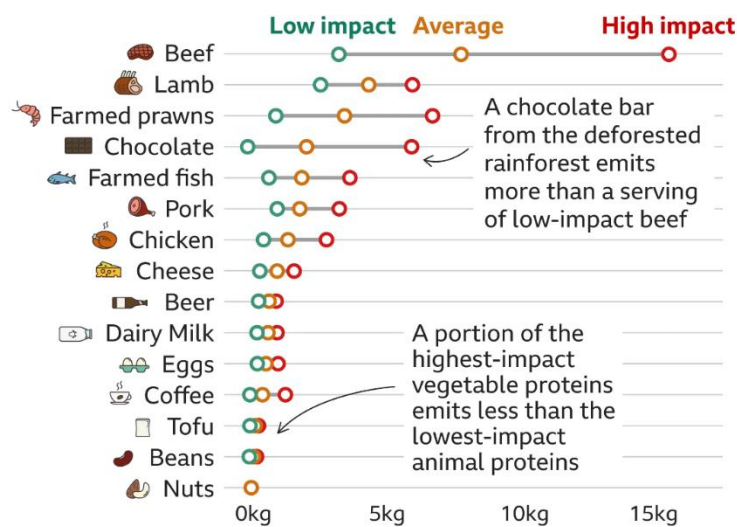 Low impact Average High impact
Beef
Lamb
Farmed prawns
Chocolate
Farmed fish
Pork
Chicken
Cheese
Beer
Dairy Milk
Eggs
Coffee
Tofu
Beans
Nuts
A chocolate bar
from the deforested
rainforest emits
more than a serving
of low-impact beef
A portion of the
highest-impact
vegetable proteins
emits less than the
lowest-impact
animal proteins
0kg 5kg 10kg 15kg